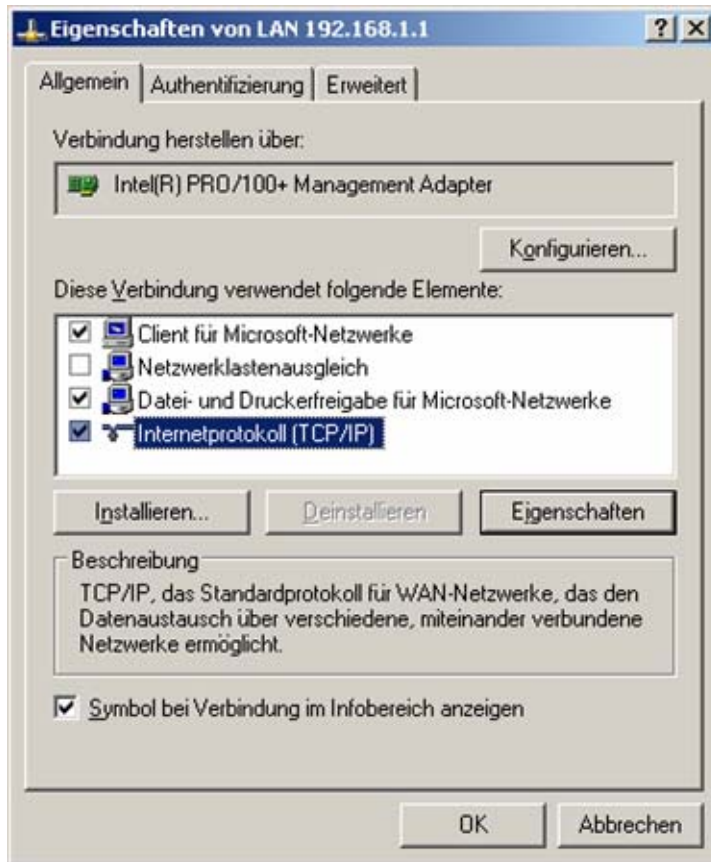 Eigenschaften von LAN 192.168.1.1
Allgemein
Authentifizierung
Erweitert
Verbindung herstellen über:
Intel(R) PRO/100+ Management Adapter
Konfigurieren...
Diese Verbindung verwendet folgende Elemente:
Client für Microsoft-Netzwerke
Netzwerklastenausgleich
Datei- und Druckerfreigabe für Microsoft-Netzwerke
Internetprotokoll (TCP/IP)
Installieren...
Deinstallieren
Eigenschaften
Beschreibung
TCP/IP, das Standardprotokoll für WAN-Netzwerke, das den
Datenaustausch über verschiedene, miteinander verbundene
Netzwerke ermöglicht.
Symbol bei Verbindung im Infobereich anzeigen
OK
Abbrechen